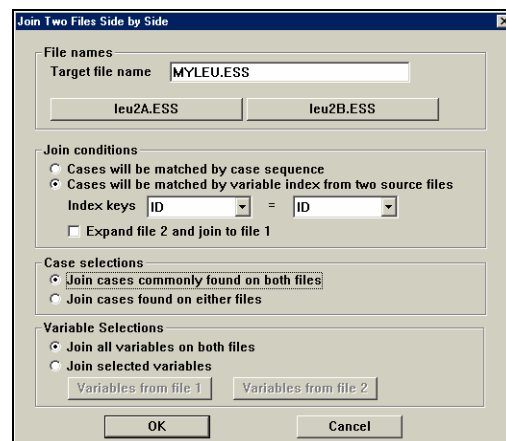 Join Two Files Side by Side
File names
Target file name MYLEU.ESS
leu2A.ESS leu2B.ESS
Join conditions
Cases will be matched by case sequence
Cases will be matched by variable index from two source files
Index keys ID = ID
Expand file 2 and join to file 1
Case selections
Join cases commonly found on both files
Join cases found on either files
Variable Selections
Join all variables on both files
Join selected variables
Variables from file 1 Variables from file 2
OK Cancel